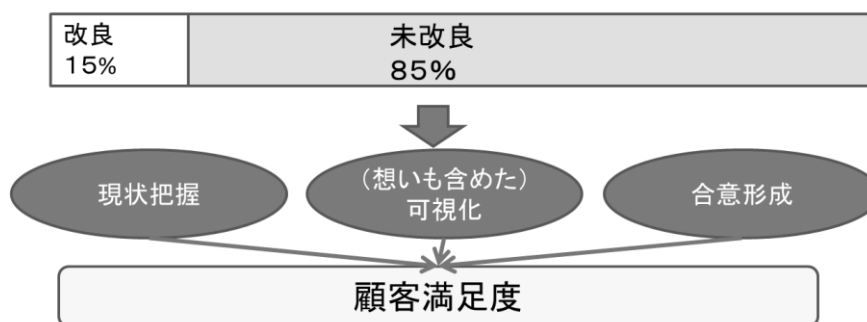 改良
15%
未改良
85%
現状把握
（想いも含めた）
可視化
合意形成
顧客満足度